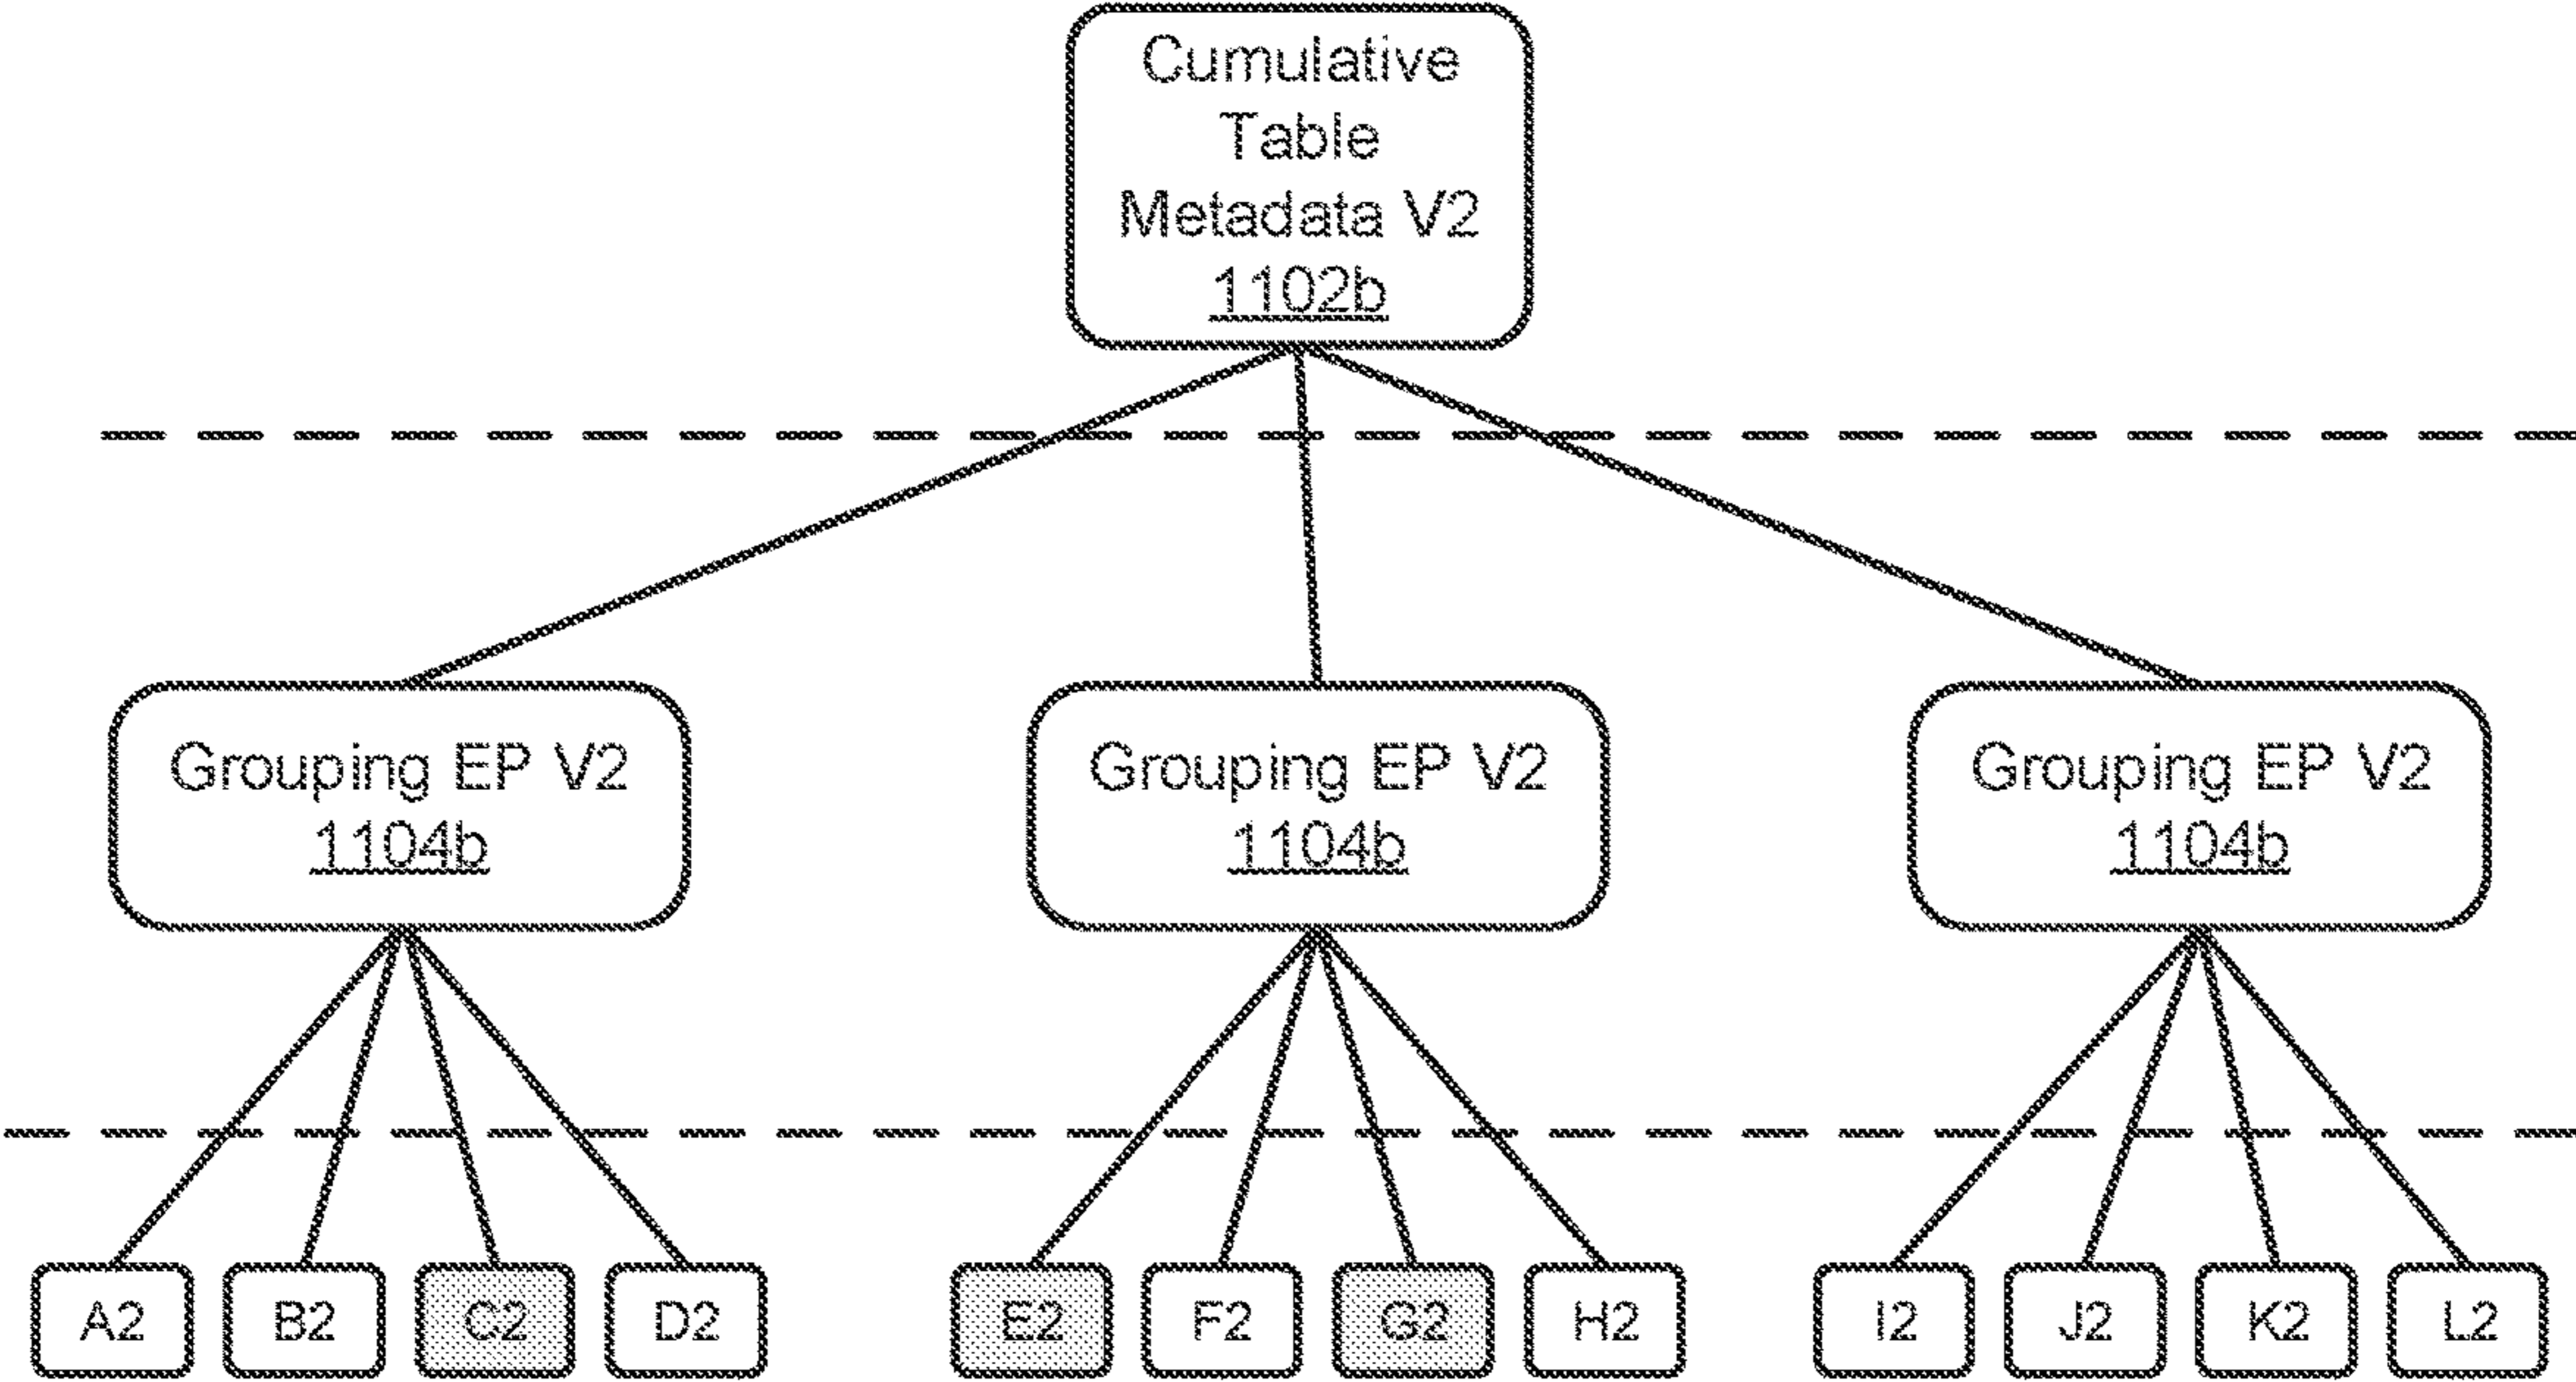 Cumulative
Table
Metadata V2
1102b
Grouping EP V2
1104b
Grouping EP V2
1104b
Grouping EP V2
1104b
A2
B2
C2
D2
E2
F2
G2
H2
I2
J2
K2
L2